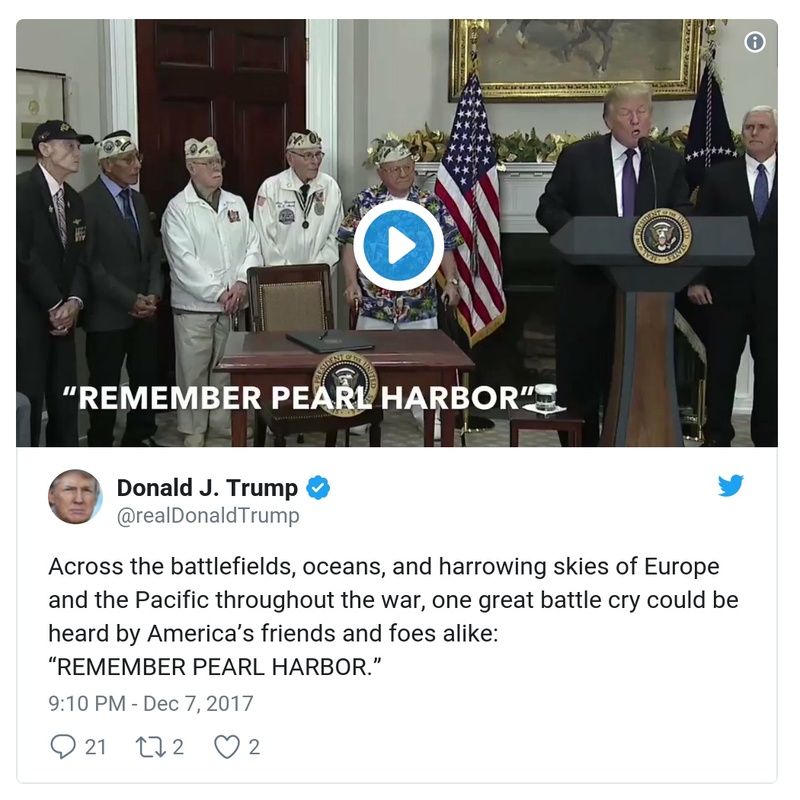 “REMEMBER PEARL HARBOR”
Donald J. Trump
@realDonaldTrump
Across the battlefields, oceans, and harrowing skies of Europe
and the Pacific throughout the war, one great battle cry could be
heard by America’s friends and foes alike:
“REMEMBER PEARL HARBOR.”
9:10 PM - Dec 7, 2017
21 2 2